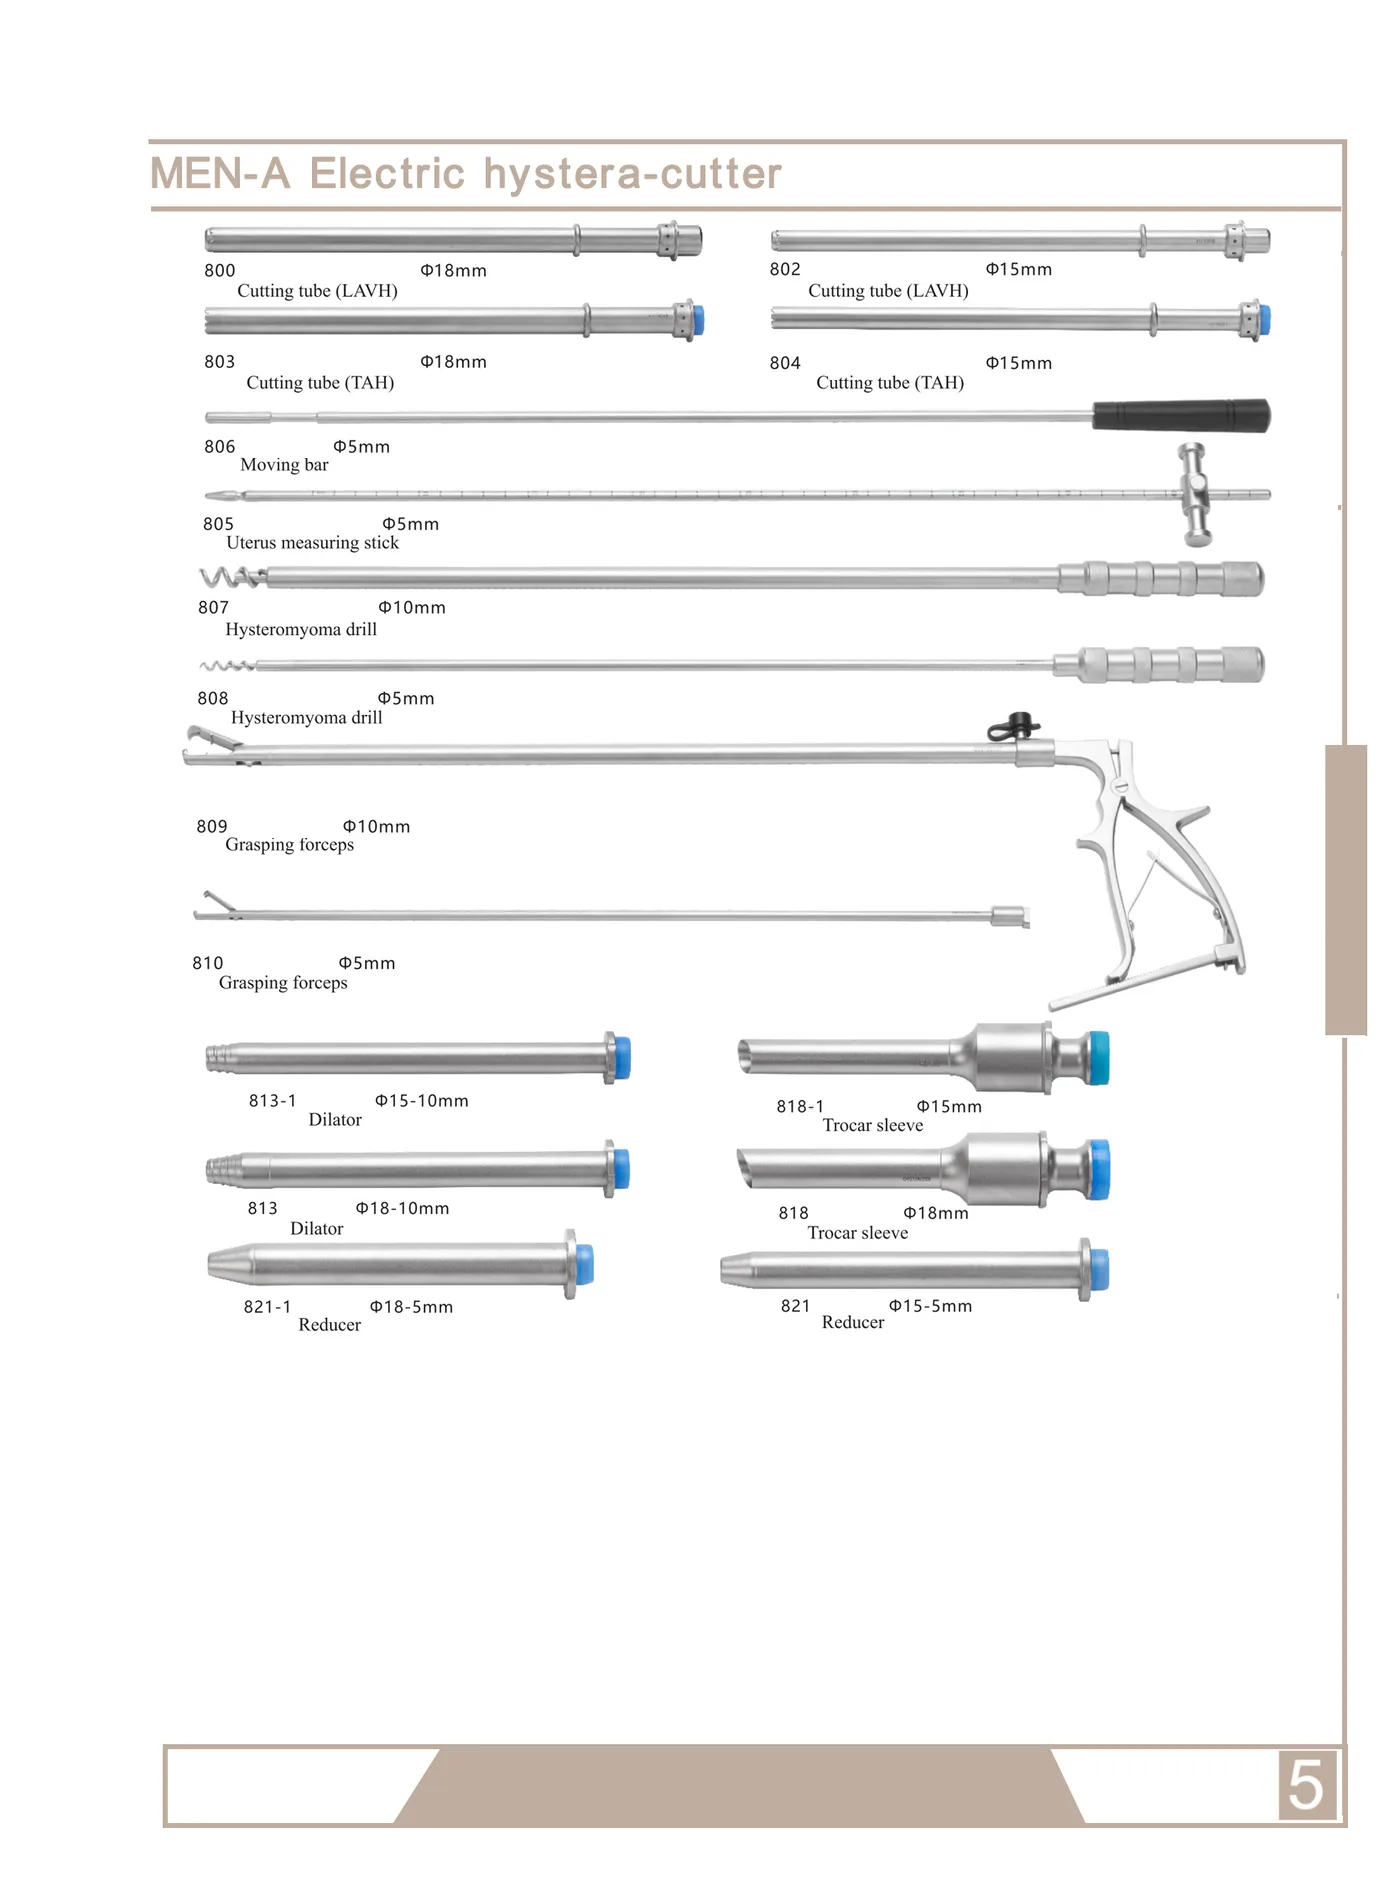 MEN-A Electric hystera-cutter
800 Φ18mm
Cutting tube (LAVH)
802 Φ15mm
Cutting tube (LAVH)
803 Φ18mm
Cutting tube (TAH)
804 Φ15mm
Cutting tube (TAH)
806 Φ5mm
Moving bar
805 Φ5mm
Uterus measuring stick
807 Φ10mm
Hysteromyoma drill
808 Φ5mm
Hysteromyoma drill
809 Φ10mm
Grasping forceps
810 Φ5mm
Grasping forceps
813-1 Φ15-10mm
Dilator
818-1 Φ15mm
Trocar sleeve
813 Φ18-10mm
Dilator
818 Φ18mm
Trocar sleeve
821-1 Φ18-5mm
Reducer
821 Φ15-5mm
Reducer
5